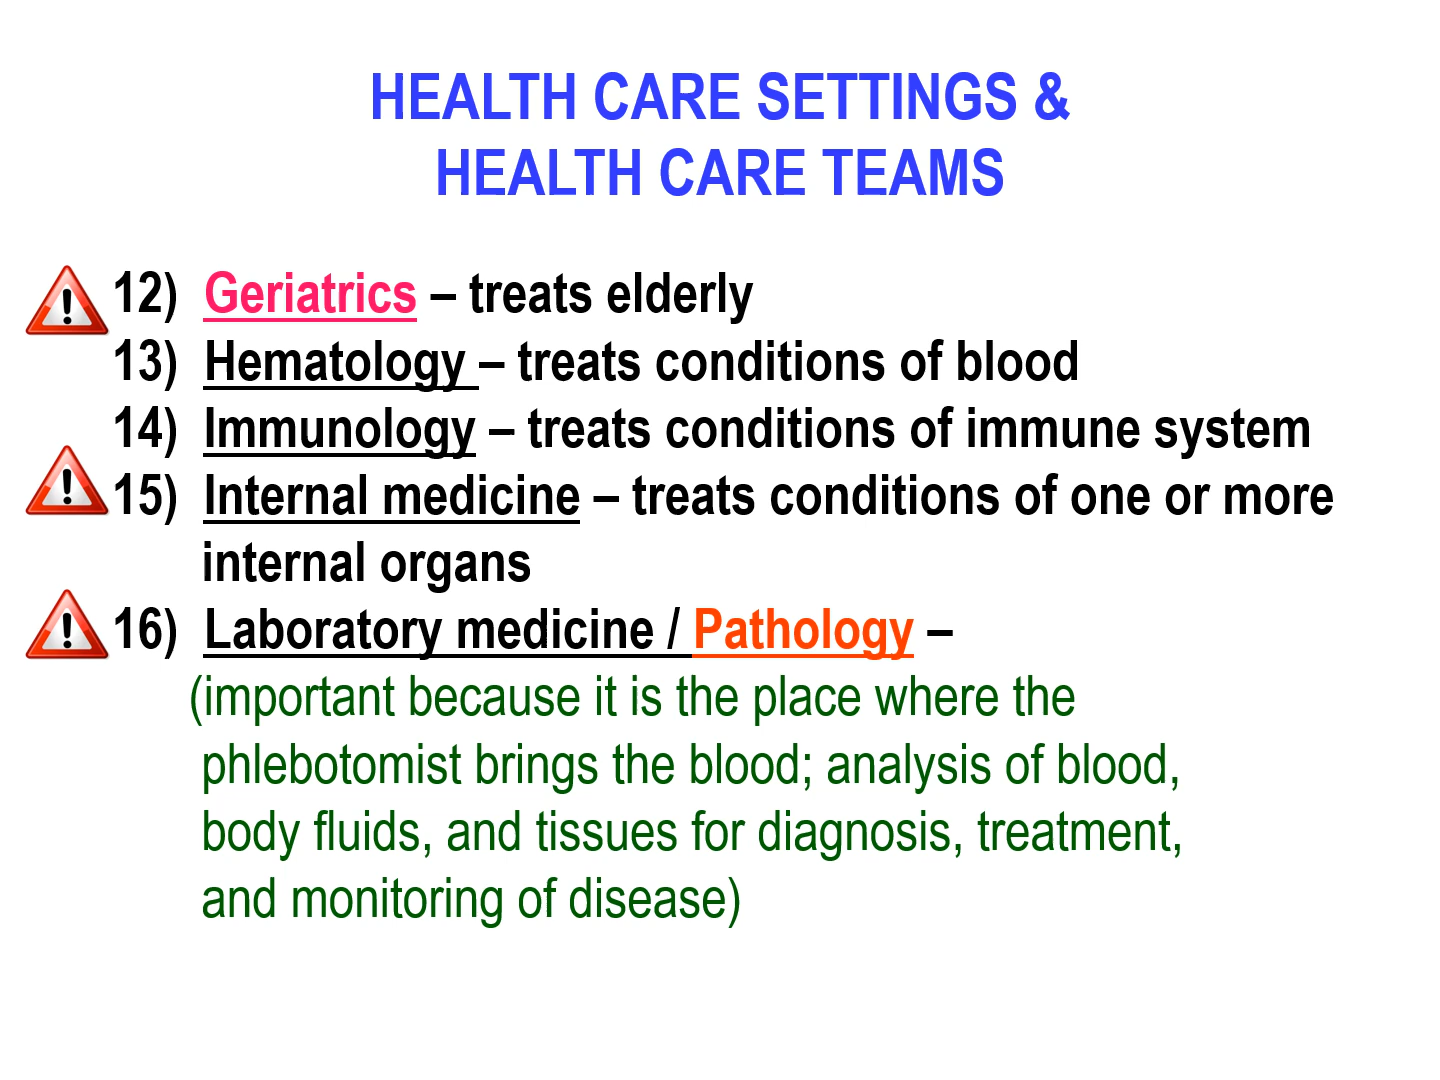 HEALTH CARE SETTINGS &
HEALTH CARE TEAMS
12) Geriatrics – treats elderly
13) Hematology – treats conditions of blood
14) Immunology – treats conditions of immune system
15) Internal medicine – treats conditions of one or more
internal organs
16) Laboratory medicine / Pathology –
(important because it is the place where the
phlebotomist brings the blood; analysis of blood,
body fluids, and tissues for diagnosis, treatment,
and monitoring of disease)